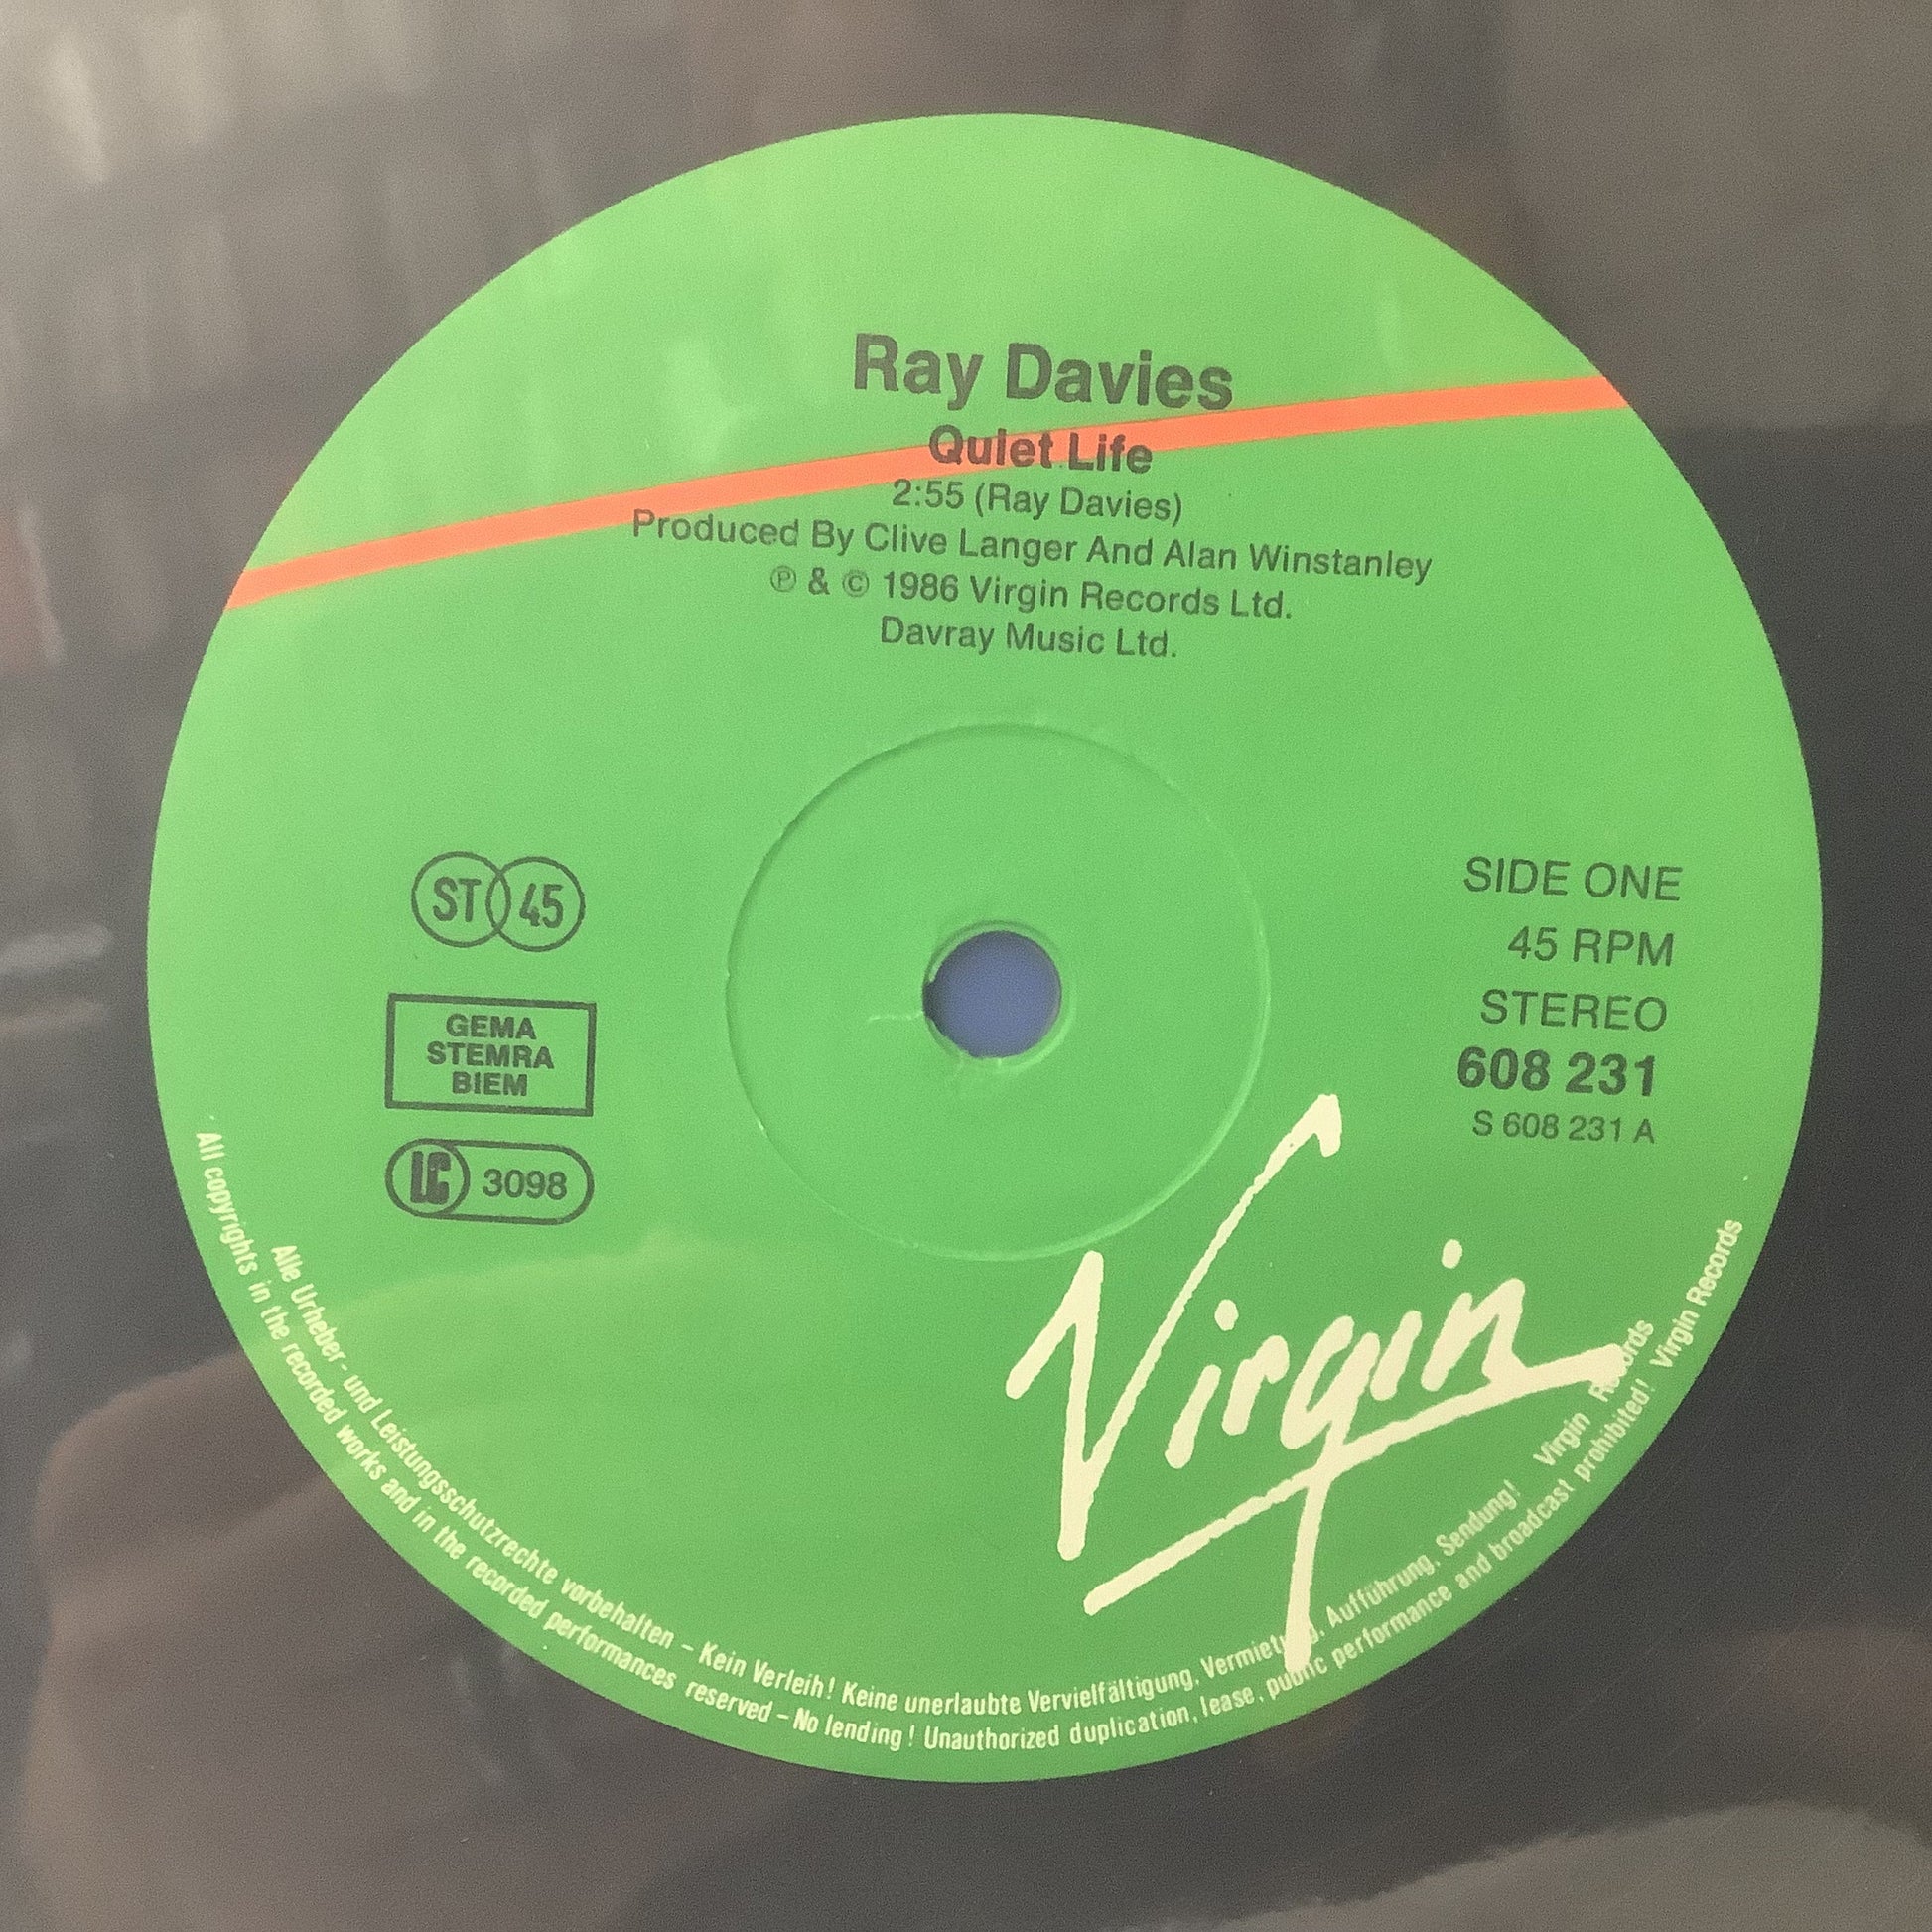 Ray Davies
Quiet Life
2:55 (Ray Davies)
Produced By Clive Langer And Alan Winstanley
℗ & © 1986 Virgin Records Ltd.
Davray Music Ltd.
ST 45
GEMA
STEMRA
BIEM
LC 3098
SIDE ONE
45 RPM
STEREO
608 231
S 608 231 A
Virgin
Alle Urheber- und Leistungsschutzrechte vorbehalten – Kein Verleih! Keine unerlaubte Vervielfältigung, Vermietung, Aufführung, Sendung! Virgin Records
All copyrights in the recorded works and in the recorded performances reserved – No lending! Unauthorized duplication, lease, public performance and broadcast prohibited! Virgin Records